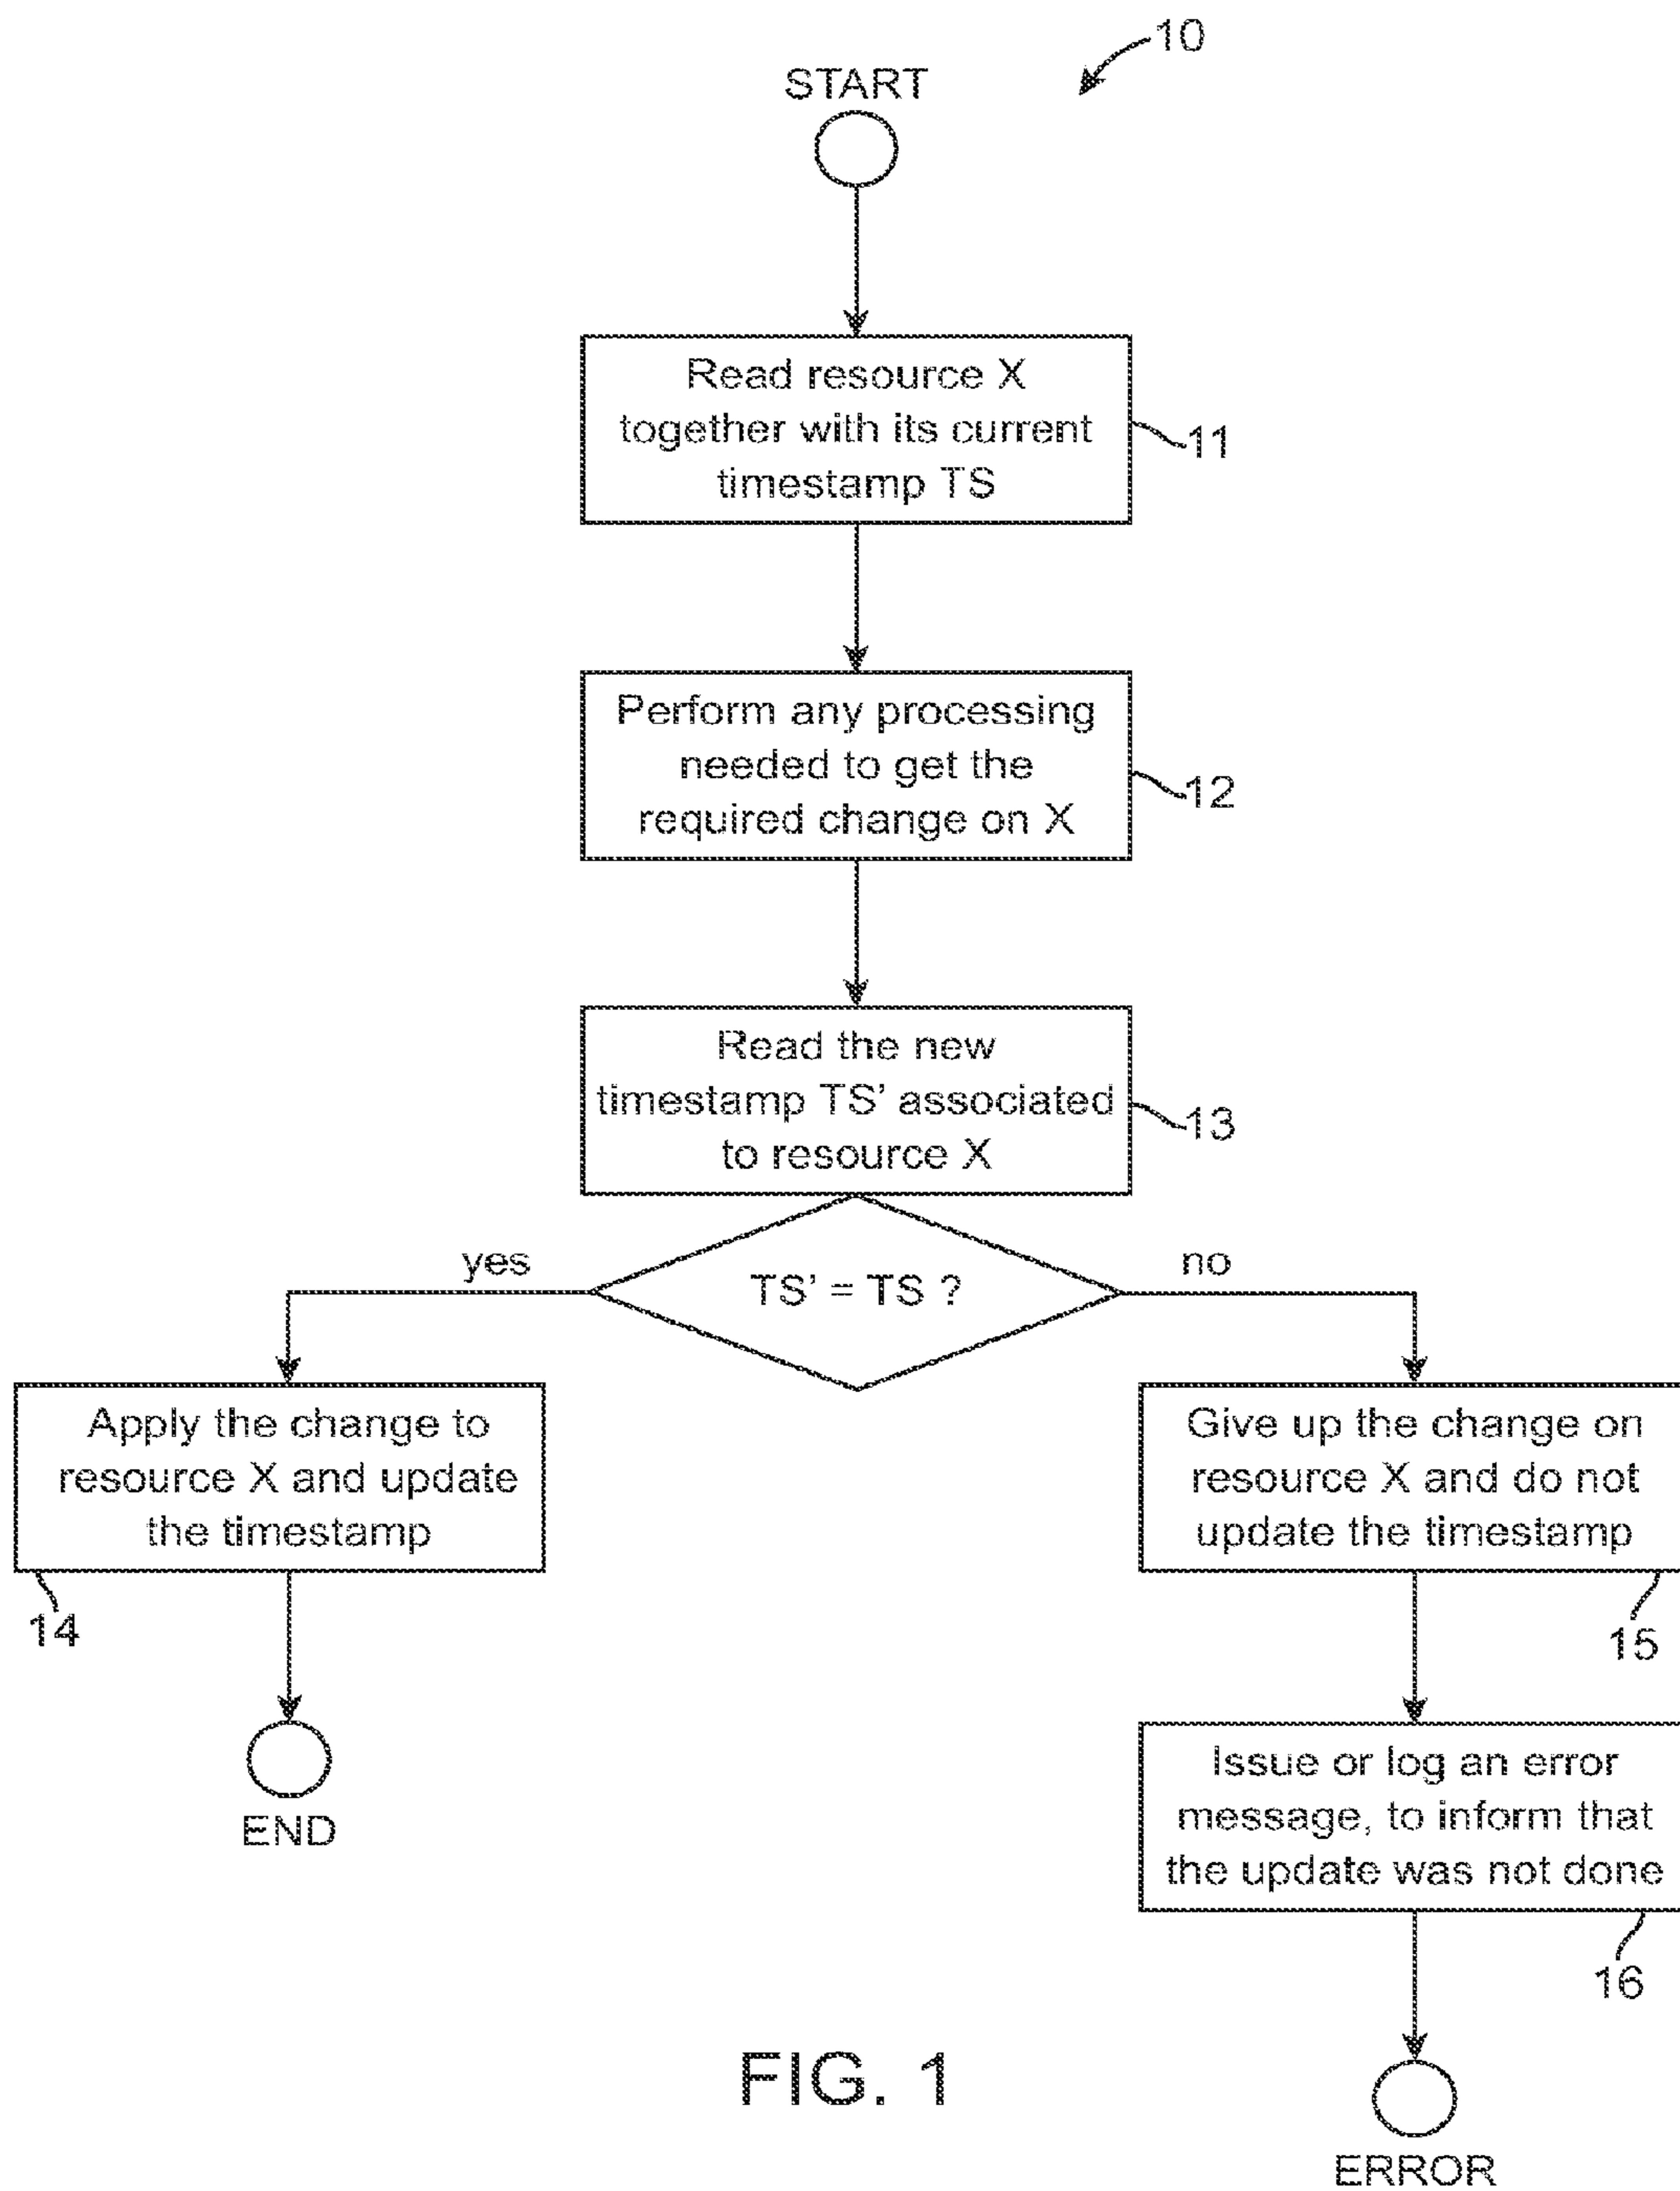 10
START
Read resource X
together with its current
timestamp TS
11
Perform any processing
needed to get the
required change on X
12
Read the new
timestamp TS’ associated
to resource X
13
yes
TS’ = TS ?
no
Apply the change to
resource X and update
the timestamp
14
END
Give up the change on
resource X and do not
update the timestamp
15
Issue or log an error
message, to inform that
the update was not done
16
ERROR
FIG. 1